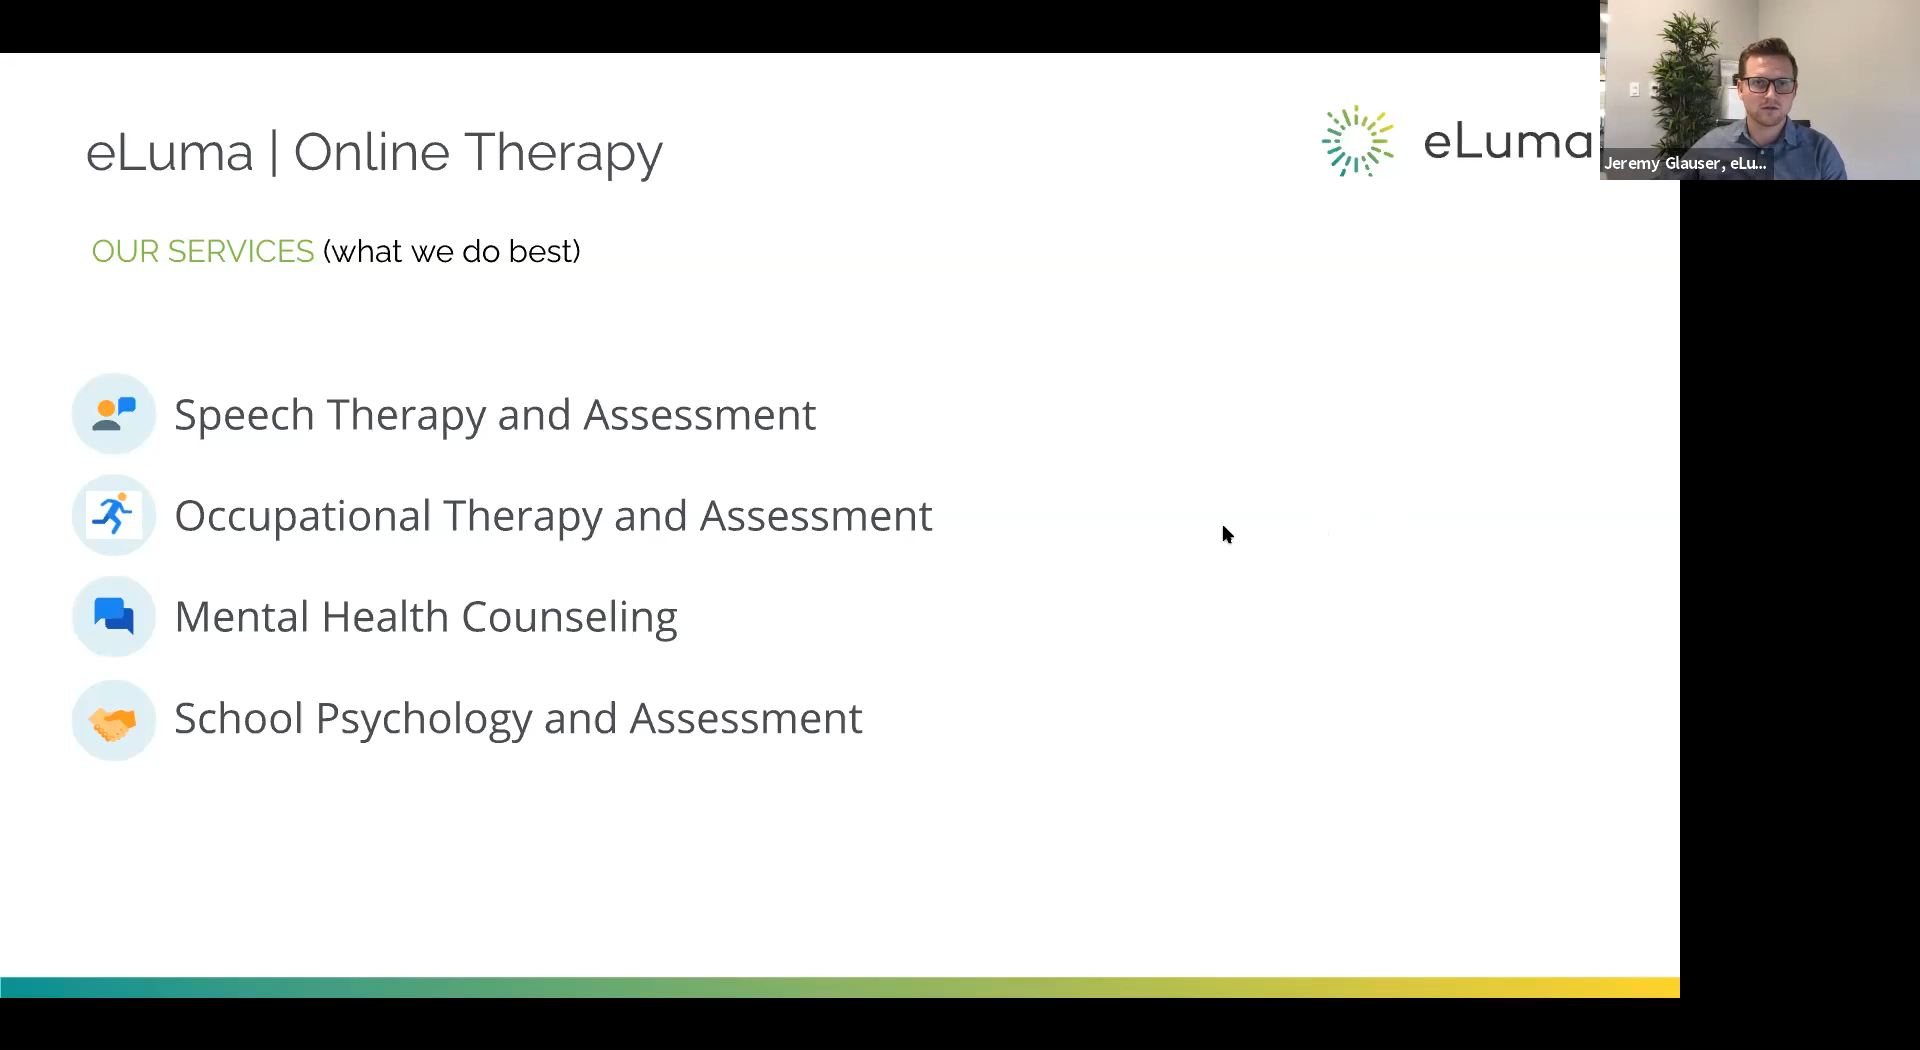 eLuma | Online Therapy
eLuma
Jeremy Glauser, eLu...
OUR SERVICES (what we do best)
Speech Therapy and Assessment
Occupational Therapy and Assessment
Mental Health Counseling
School Psychology and Assessment